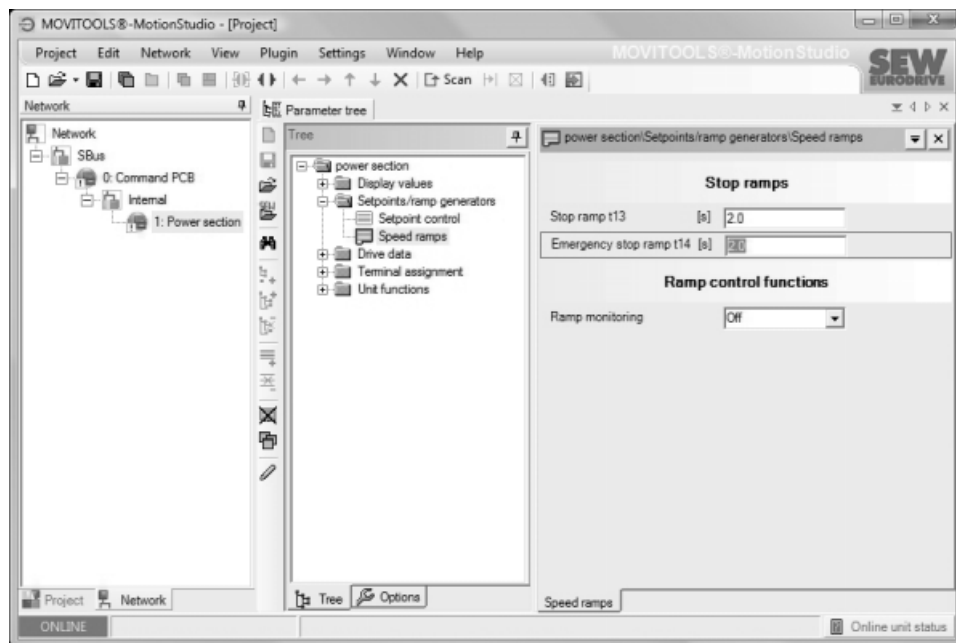 MOVITOOLS®-MotionStudio - [Project]
Project Edit Network View Plugin Settings Window Help
MOVITOOLS®-MotionStudio
SEW
EURODRIVE
Scan
Network
Parameter tree
Network
SBus
0: Command PCB
Internal
1: Power section
Tree
power section
Display values
Setpoints/ramp generators
Setpoint control
Speed ramps
Drive data
Terminal assignment
Unit functions
power section\Setpoints/ramp generators\Speed ramps
Stop ramps
Stop ramp t13 [s] 2.0
Emergency stop ramp t14 [s] 2.0
Ramp control functions
Ramp monitoring Off
Project Network
Tree Options
Speed ramps
ONLINE
Online unit status